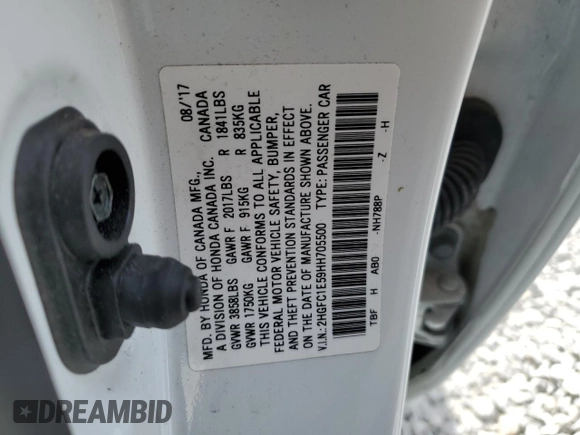 MFD. BY HONDA OF CANADA MFG., 08/'17
A DIVISION OF HONDA CANADA INC. CANADA
GVWR 3858LBS GAWR F 2017LBS R 1841LBS
GVWR 1750KG GAWR F 915KG R 835KG
THIS VEHICLE CONFORMS TO ALL APPLICABLE
FEDERAL MOTOR VEHICLE SAFETY, BUMPER,
AND THEFT PREVENTION STANDARDS IN EFFECT
ON THE DATE OF MANUFACTURE SHOWN ABOVE.
V.I.N.: 2HGFC1E59HH705500 TYPE: PASSENGER CAR
TBF H AB0 -NH788P -Z -H
DREAMBID